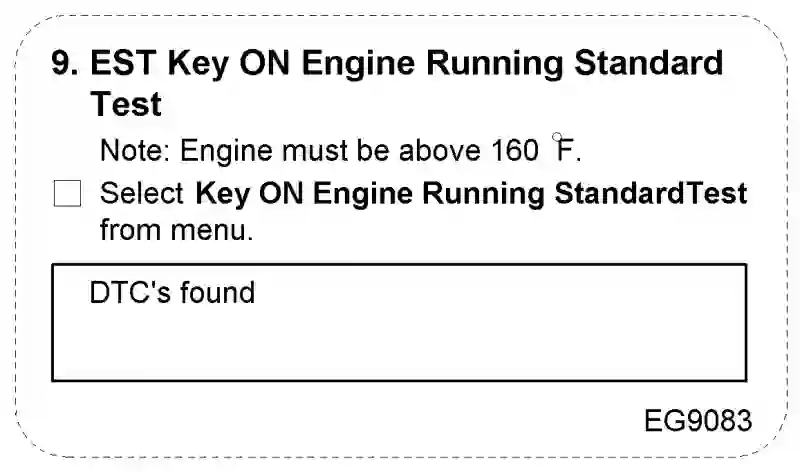 9. EST Key ON Engine Running Standard
Test
Note: Engine must be above 160 °F.
Select Key ON Engine Running StandardTest
from menu.
DTC's found
EG9083